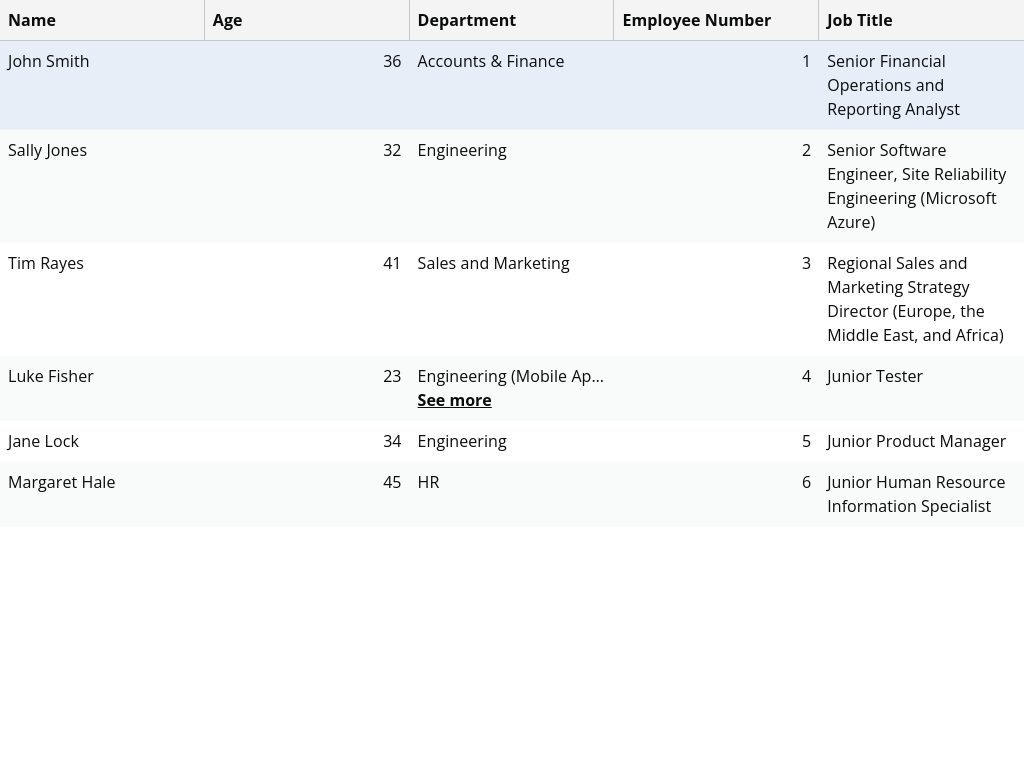 Name Age Department Employee Number Job Title
John Smith 36 Accounts & Finance 1 Senior Financial
Operations and
Reporting Analyst
Sally Jones 32 Engineering 2 Senior Software
Engineer, Site Reliability
Engineering (Microsoft
Azure)
Tim Rayes 41 Sales and Marketing 3 Regional Sales and
Marketing Strategy
Director (Europe, the
Middle East, and Africa)
Luke Fisher 23 Engineering (Mobile Ap... 4 Junior Tester
See more
Jane Lock 34 Engineering 5 Junior Product Manager
Margaret Hale 45 HR 6 Junior Human Resource
Information Specialist